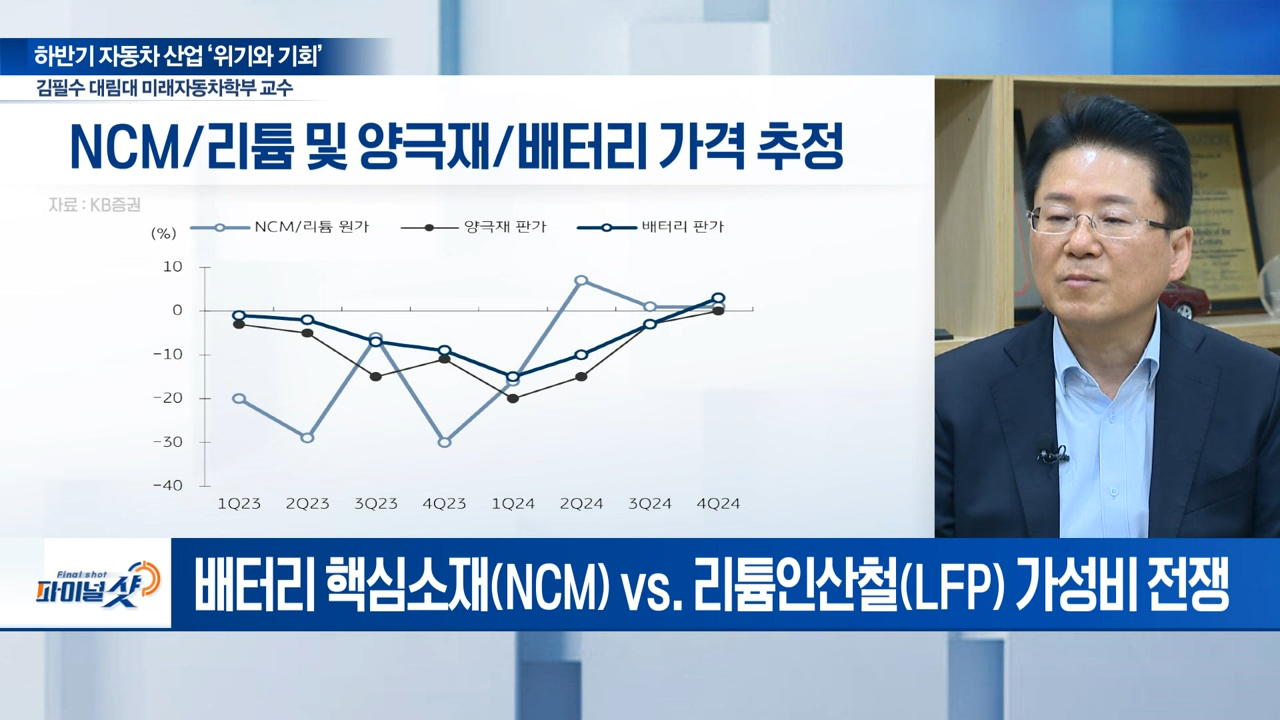 하반기 자동차 산업 ‘위기와 기회’
김필수 대림대 미래자동차학부 교수
NCM/리튬 및 양극재/배터리 가격 추정
자료 : KB증권
(%) NCM/리튬 원가 양극재 판가 배터리 판가
10
0
-10
-20
-30
-40
1Q23 2Q23 3Q23 4Q23 1Q24 2Q24 3Q24 4Q24
Final shot
파이널샷
배터리 핵심소재(NCM) vs. 리튬인산철(LFP) 가성비 전쟁